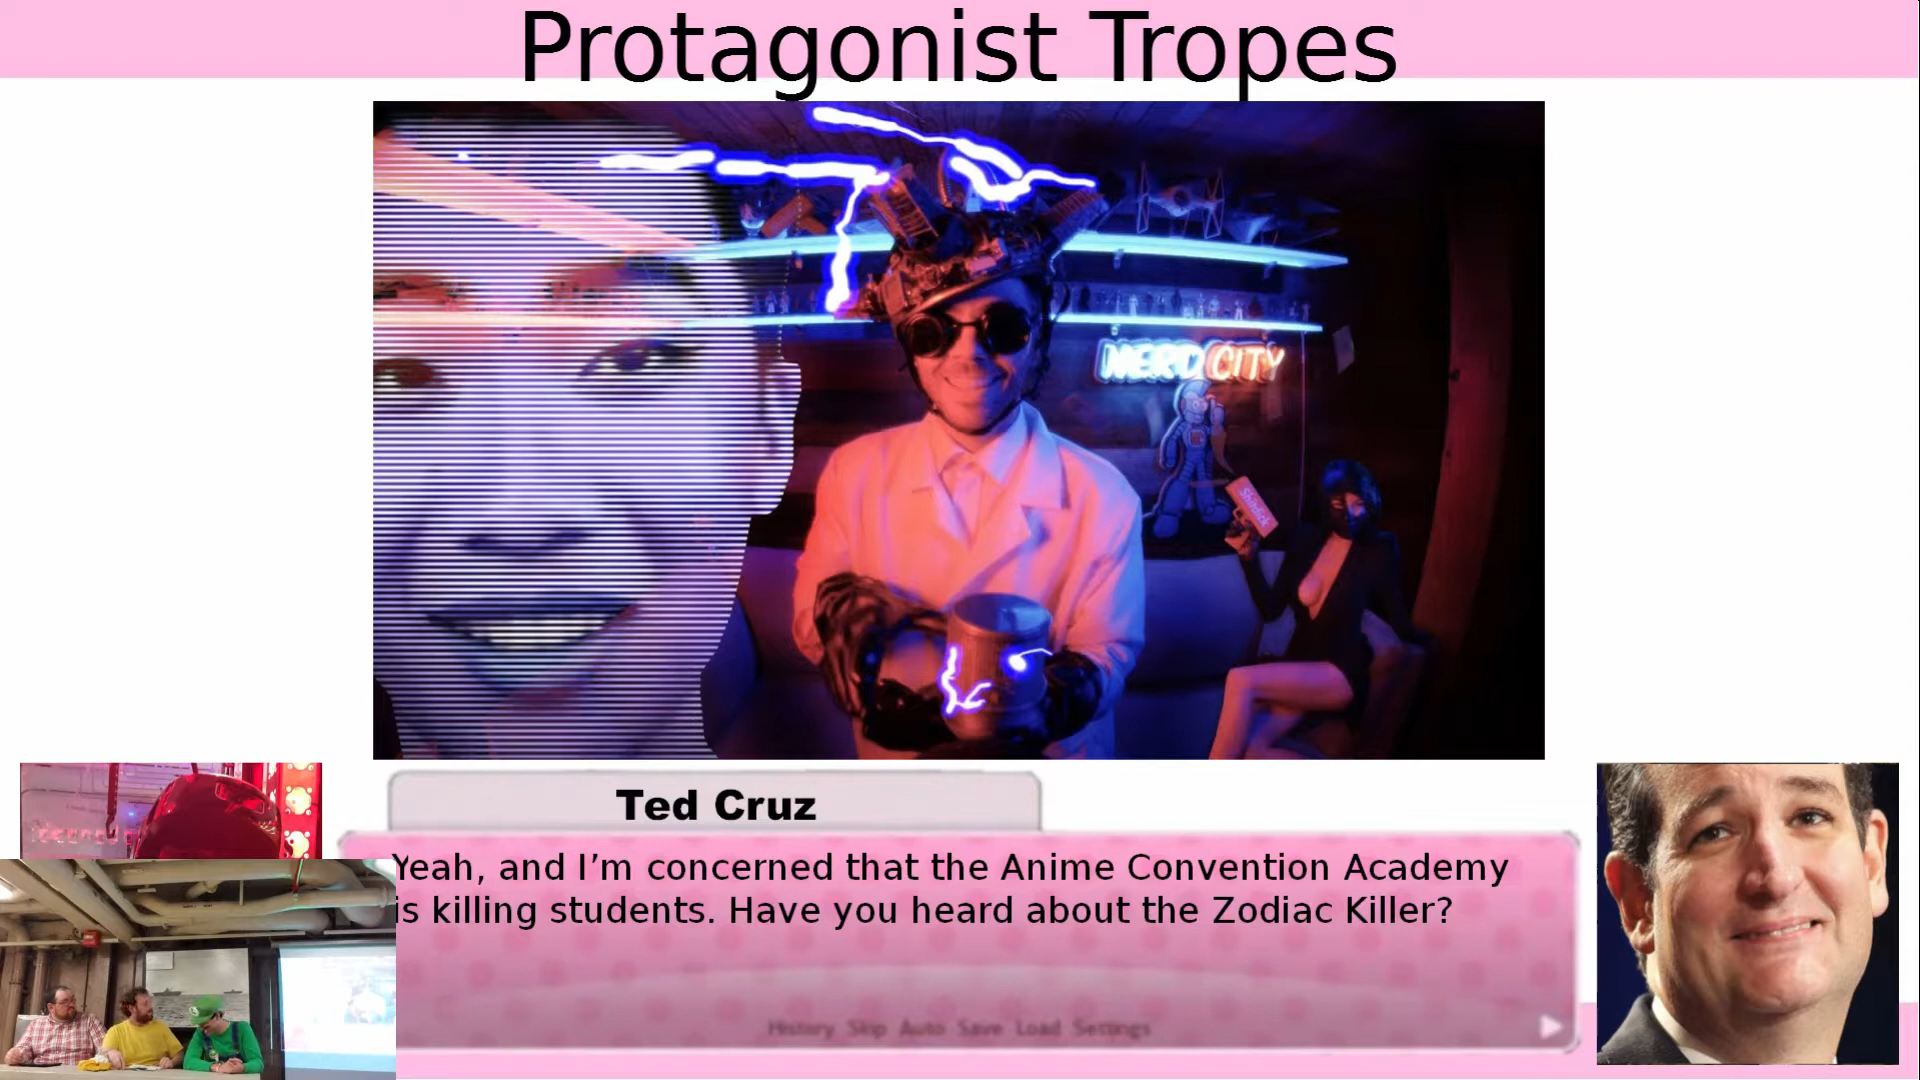 Protagonist Tropes
NERD CITY
Shndick
Ted Cruz
Yeah, and I’m concerned that the Anime Convention Academy
is killing students. Have you heard about the Zodiac Killer?
History Skip Auto Save Load Settings